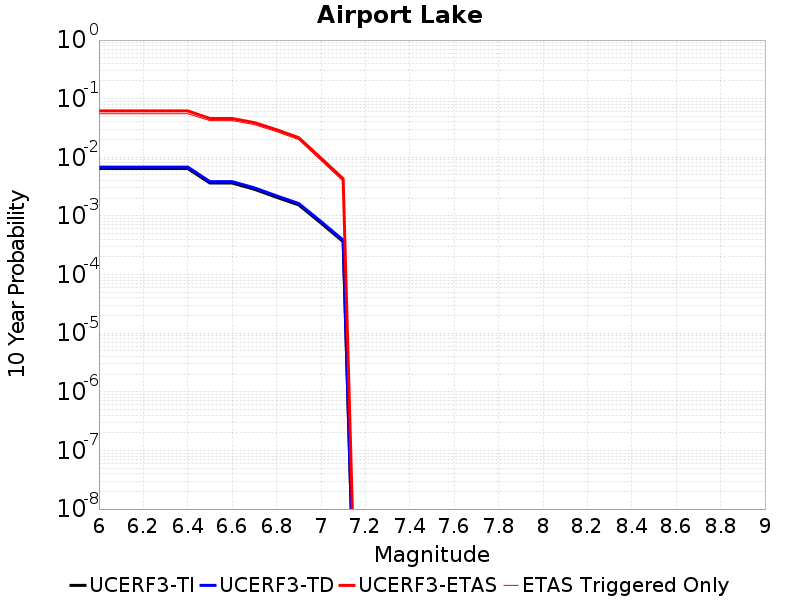 Airport Lake
10^0
10^-1
10^-2
10^-3
10^-4
10^-5
10^-6
10^-7
10^-8
10 Year Probability
6 6.2 6.4 6.6 6.8 7 7.2 7.4 7.6 7.8 8 8.2 8.4 8.6 8.8 9
Magnitude
UCERF3-TI UCERF3-TD UCERF3-ETAS ETAS Triggered Only